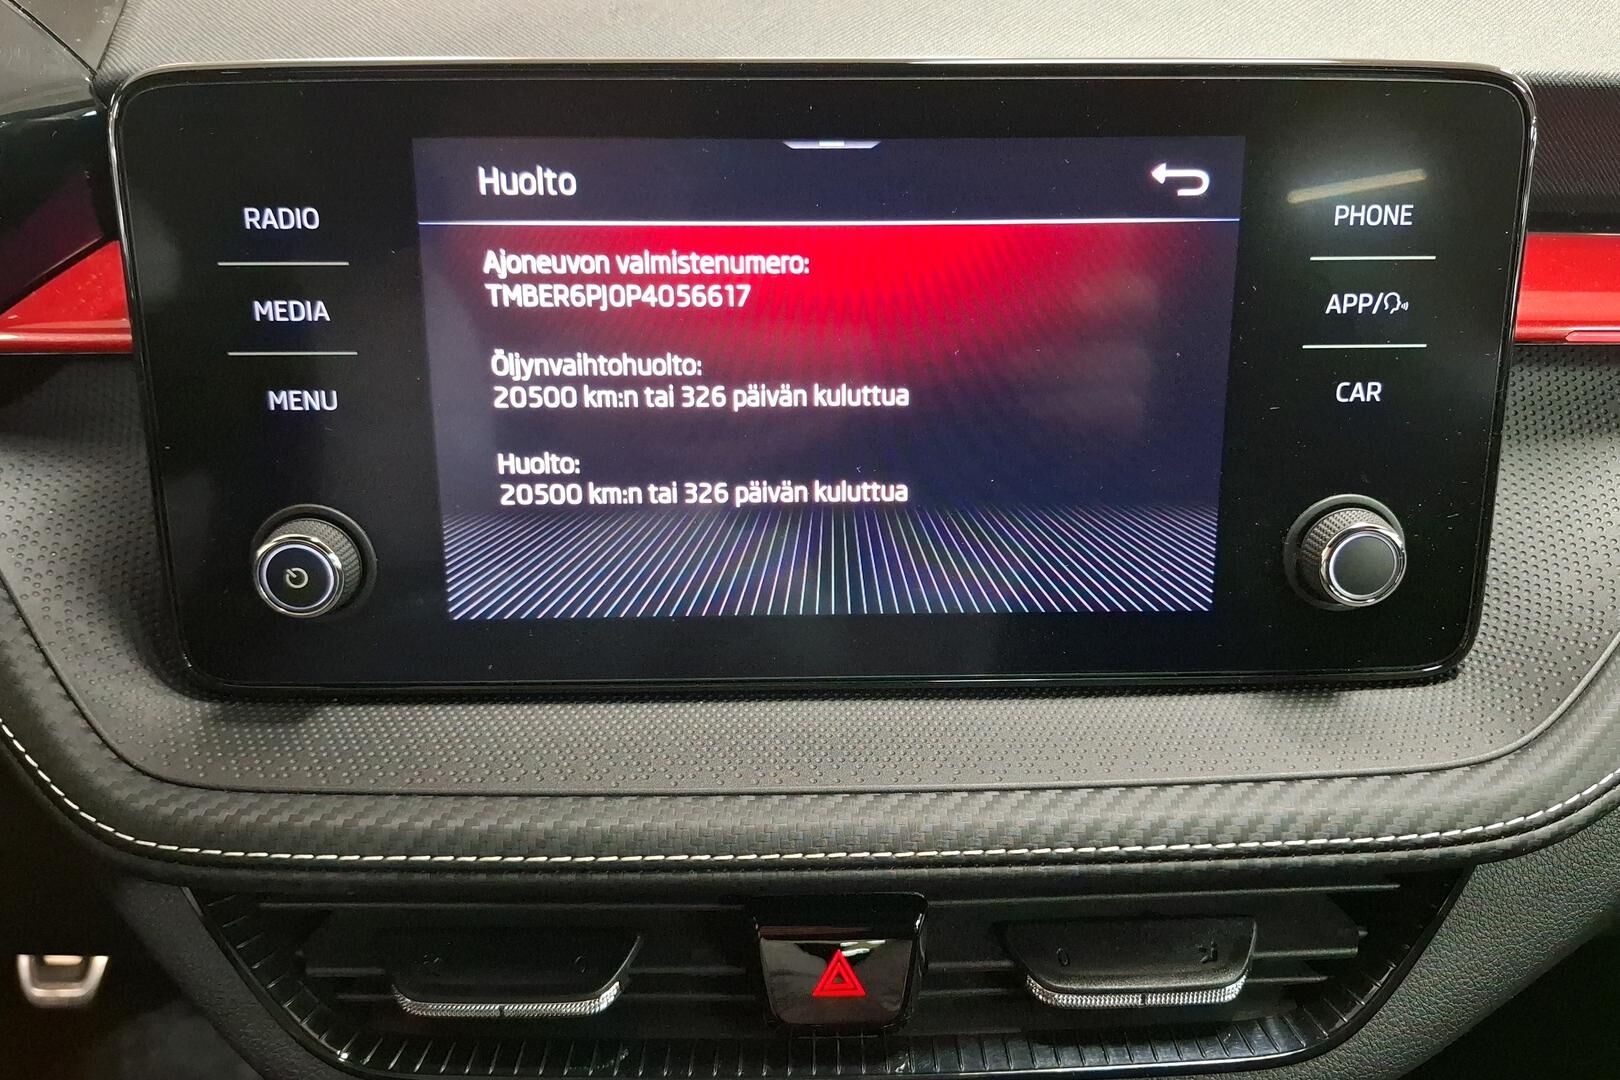 Huolto
RADIO
MEDIA
MENU
Ajoneuvon valmistenumero:
TMBER6PJ0P4056617
Öljynvaihtohuolto:
20500 km:n tai 326 päivän kuluttua
Huolto:
20500 km:n tai 326 päivän kuluttua
PHONE
APP/
CAR